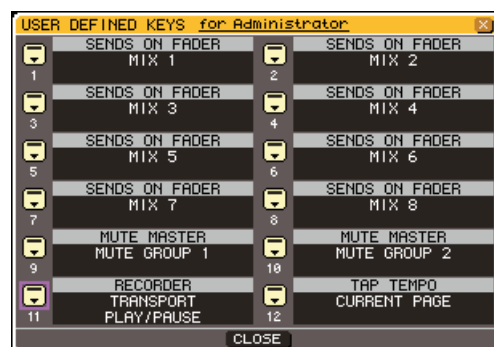 USER DEFINED KEYS for Administrator
SENDS ON FADER
MIX 1
1
SENDS ON FADER
MIX 2
2
SENDS ON FADER
MIX 3
3
SENDS ON FADER
MIX 4
4
SENDS ON FADER
MIX 5
5
SENDS ON FADER
MIX 6
6
SENDS ON FADER
MIX 7
7
SENDS ON FADER
MIX 8
8
MUTE MASTER
MUTE GROUP 1
9
MUTE MASTER
MUTE GROUP 2
10
RECORDER
TRANSPORT
PLAY/PAUSE
11
TAP TEMPO
CURRENT PAGE
12
CLOSE